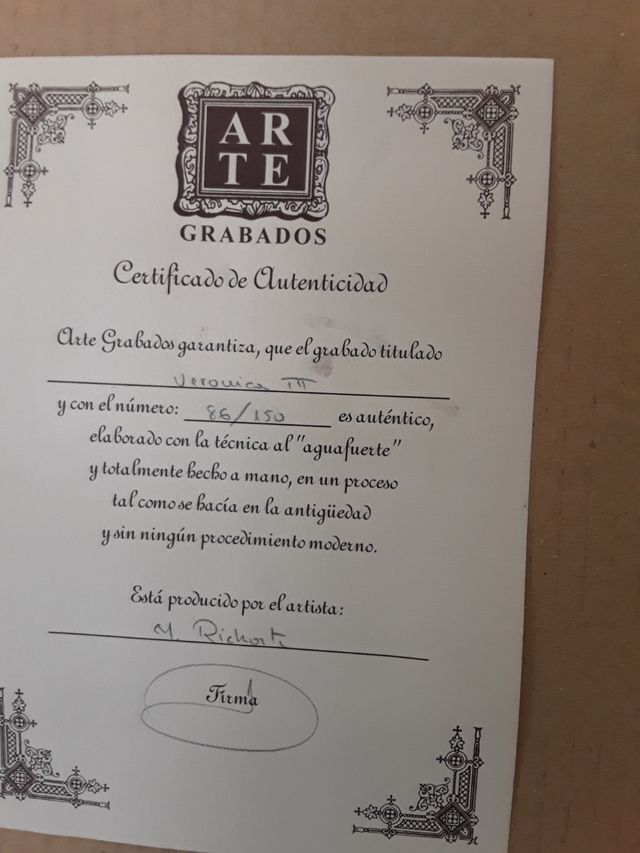 AR
TE
GRABADOS
Certificado de Autenticidad
Arte Grabados garantiza, que el grabado titulado
Veronica III
y con el número: 86/150 es auténtico,
elaborado con la técnica al "aguafuerte"
y totalmente hecho a mano, en un proceso
tal como se hacía en la antigüedad
y sin ningún procedimiento moderno.
Está producido por el artista:
M.
Firma